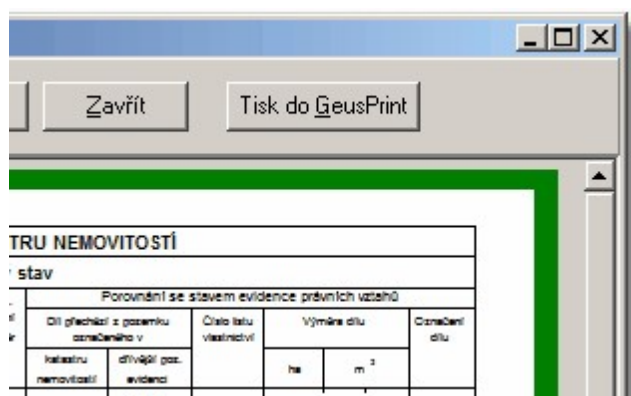 Zavřít
Tisk do GeusPrint
TRU NEMOVITOSTÍ
stav
Porovnání se stavem evidence právních vztahů
Díl přechází z pozemku
označeného v
Číslo listu
vlastnictví
Výměra dílu
Označení
dílu
katastru
nemovitostí
dřívější poz.
evidenci
ha
m²